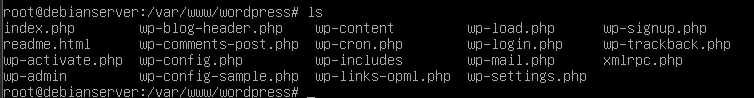 root@debianserver:/var/www/wordpress# ls
index.php        wp-blog-header.php    wp-content         wp-load.php      wp-signup.php
readme.html      wp-comments-post.php  wp-cron.php        wp-login.php     wp-trackback.php
wp-activate.php  wp-config.php         wp-includes        wp-mail.php      xmlrpc.php
wp-admin         wp-config-sample.php  wp-links-opml.php  wp-settings.php
root@debianserver:/var/www/wordpress# _